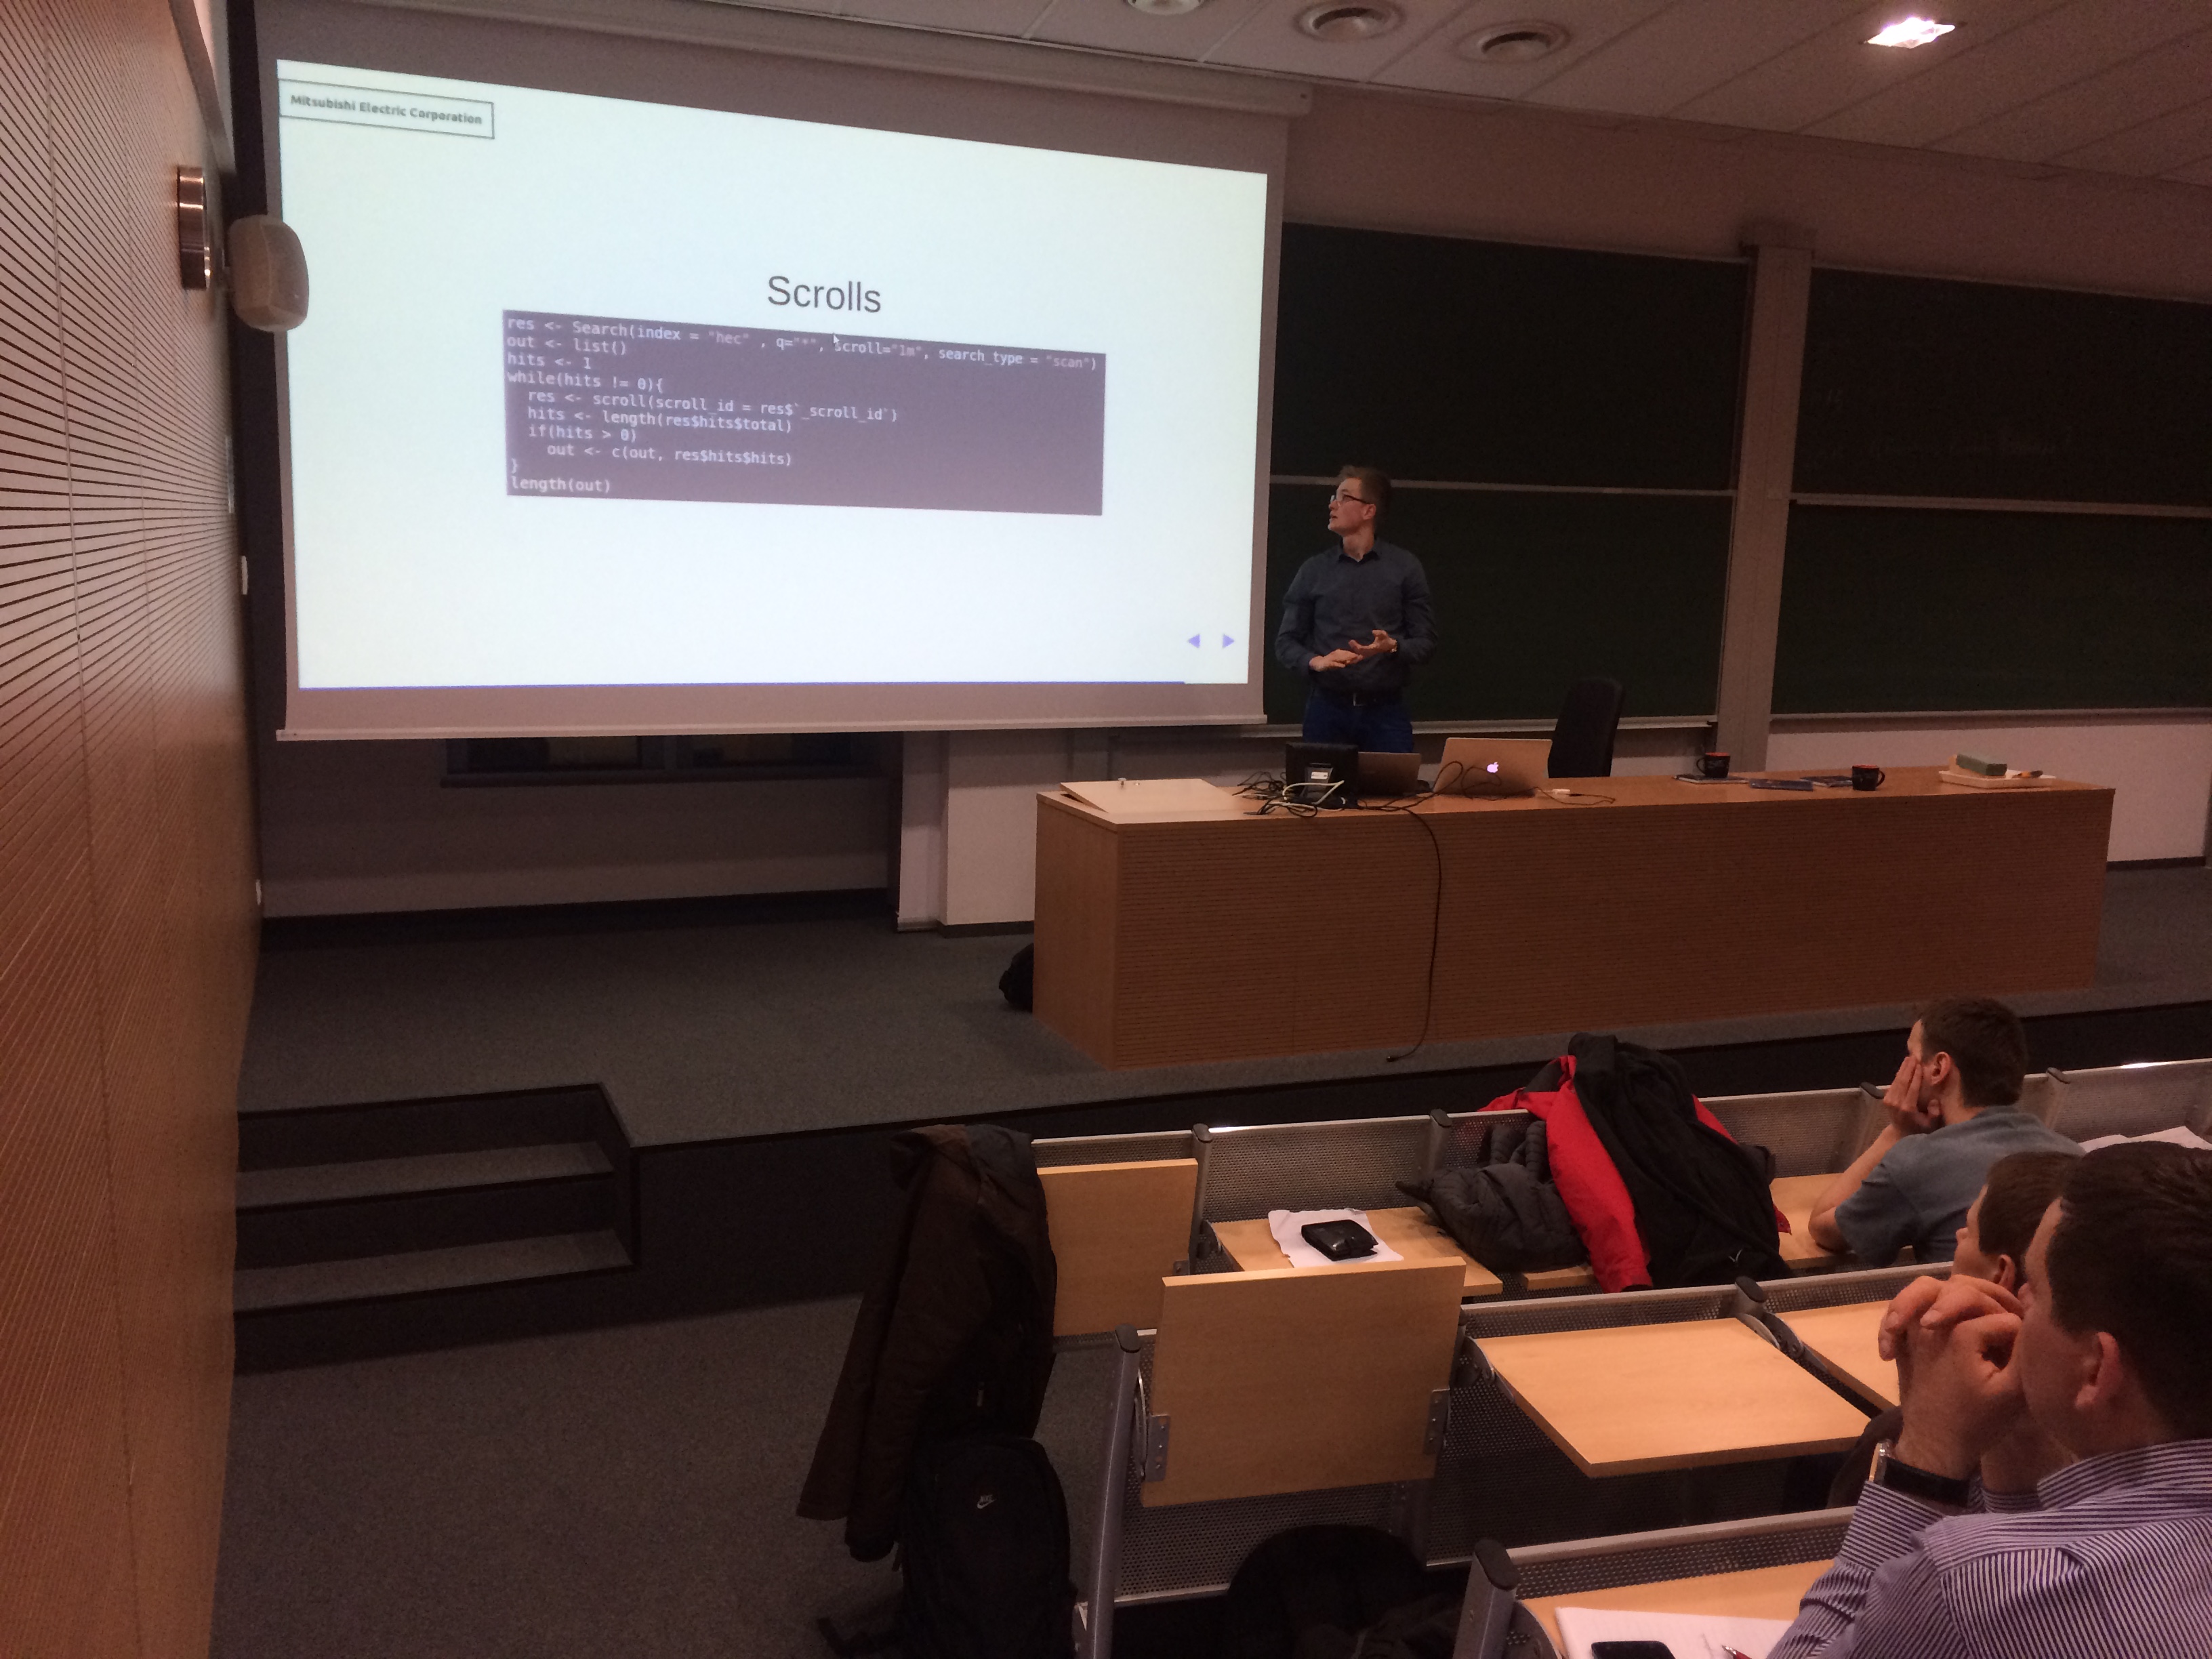 Mitsubishi Electric Corporation
Scrolls
res <- Search(index = "hec" , q="*", scroll="1m", search_type = "scan")
out <- list()
hits <- 1
while(hits != 0){
  res <- scroll(scroll_id = res$`_scroll_id`)
  hits <- length(res$hits$total)
  if(hits > 0)
    out <- c(out, res$hits$hits)
}
length(out)